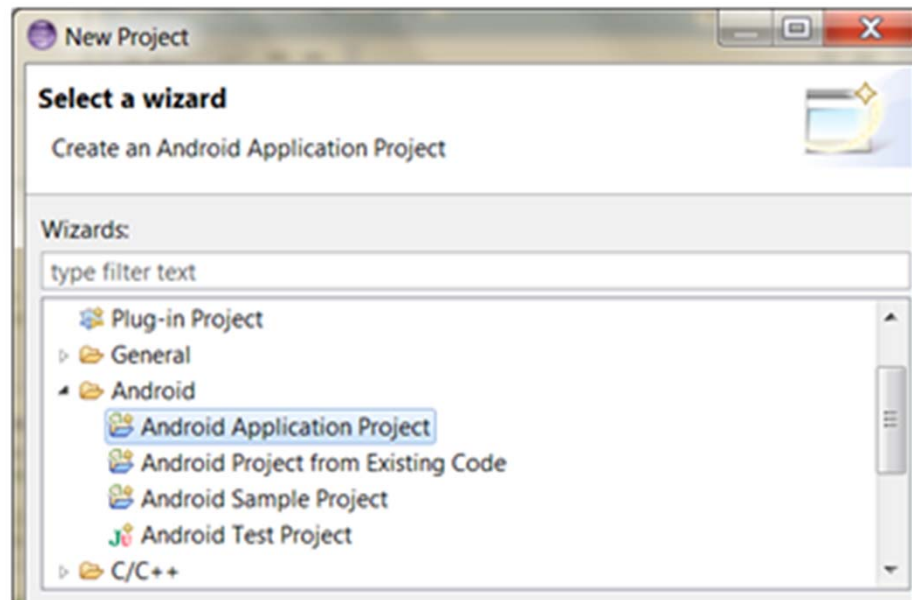 New Project
Select a wizard
Create an Android Application Project
Wizards:
type filter text
Plug-in Project
General
Android
Android Application Project
Android Project from Existing Code
Android Sample Project
Android Test Project
C/C++